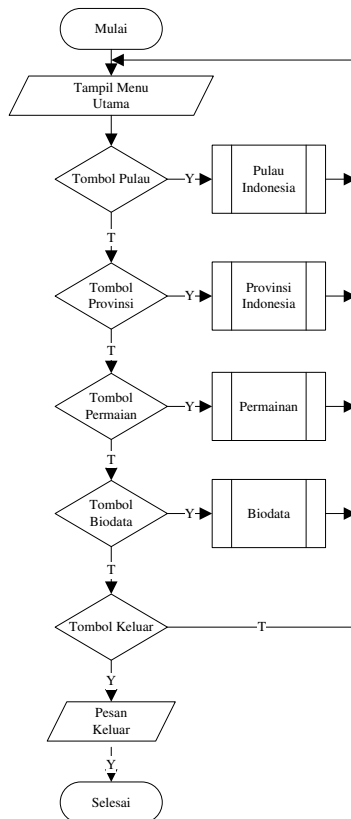 Mulai
Tampil Menu
Utama
Tombol Pulau
Y
Pulau
Indonesia
T
Tombol
Provinsi
Y
Provinsi
Indonesia
T
Tombol
Permaian
Y
Permainan
T
Tombol
Biodata
Y
Biodata
T
Tombol Keluar
T
Y
Pesan
Keluar
Y
Selesai